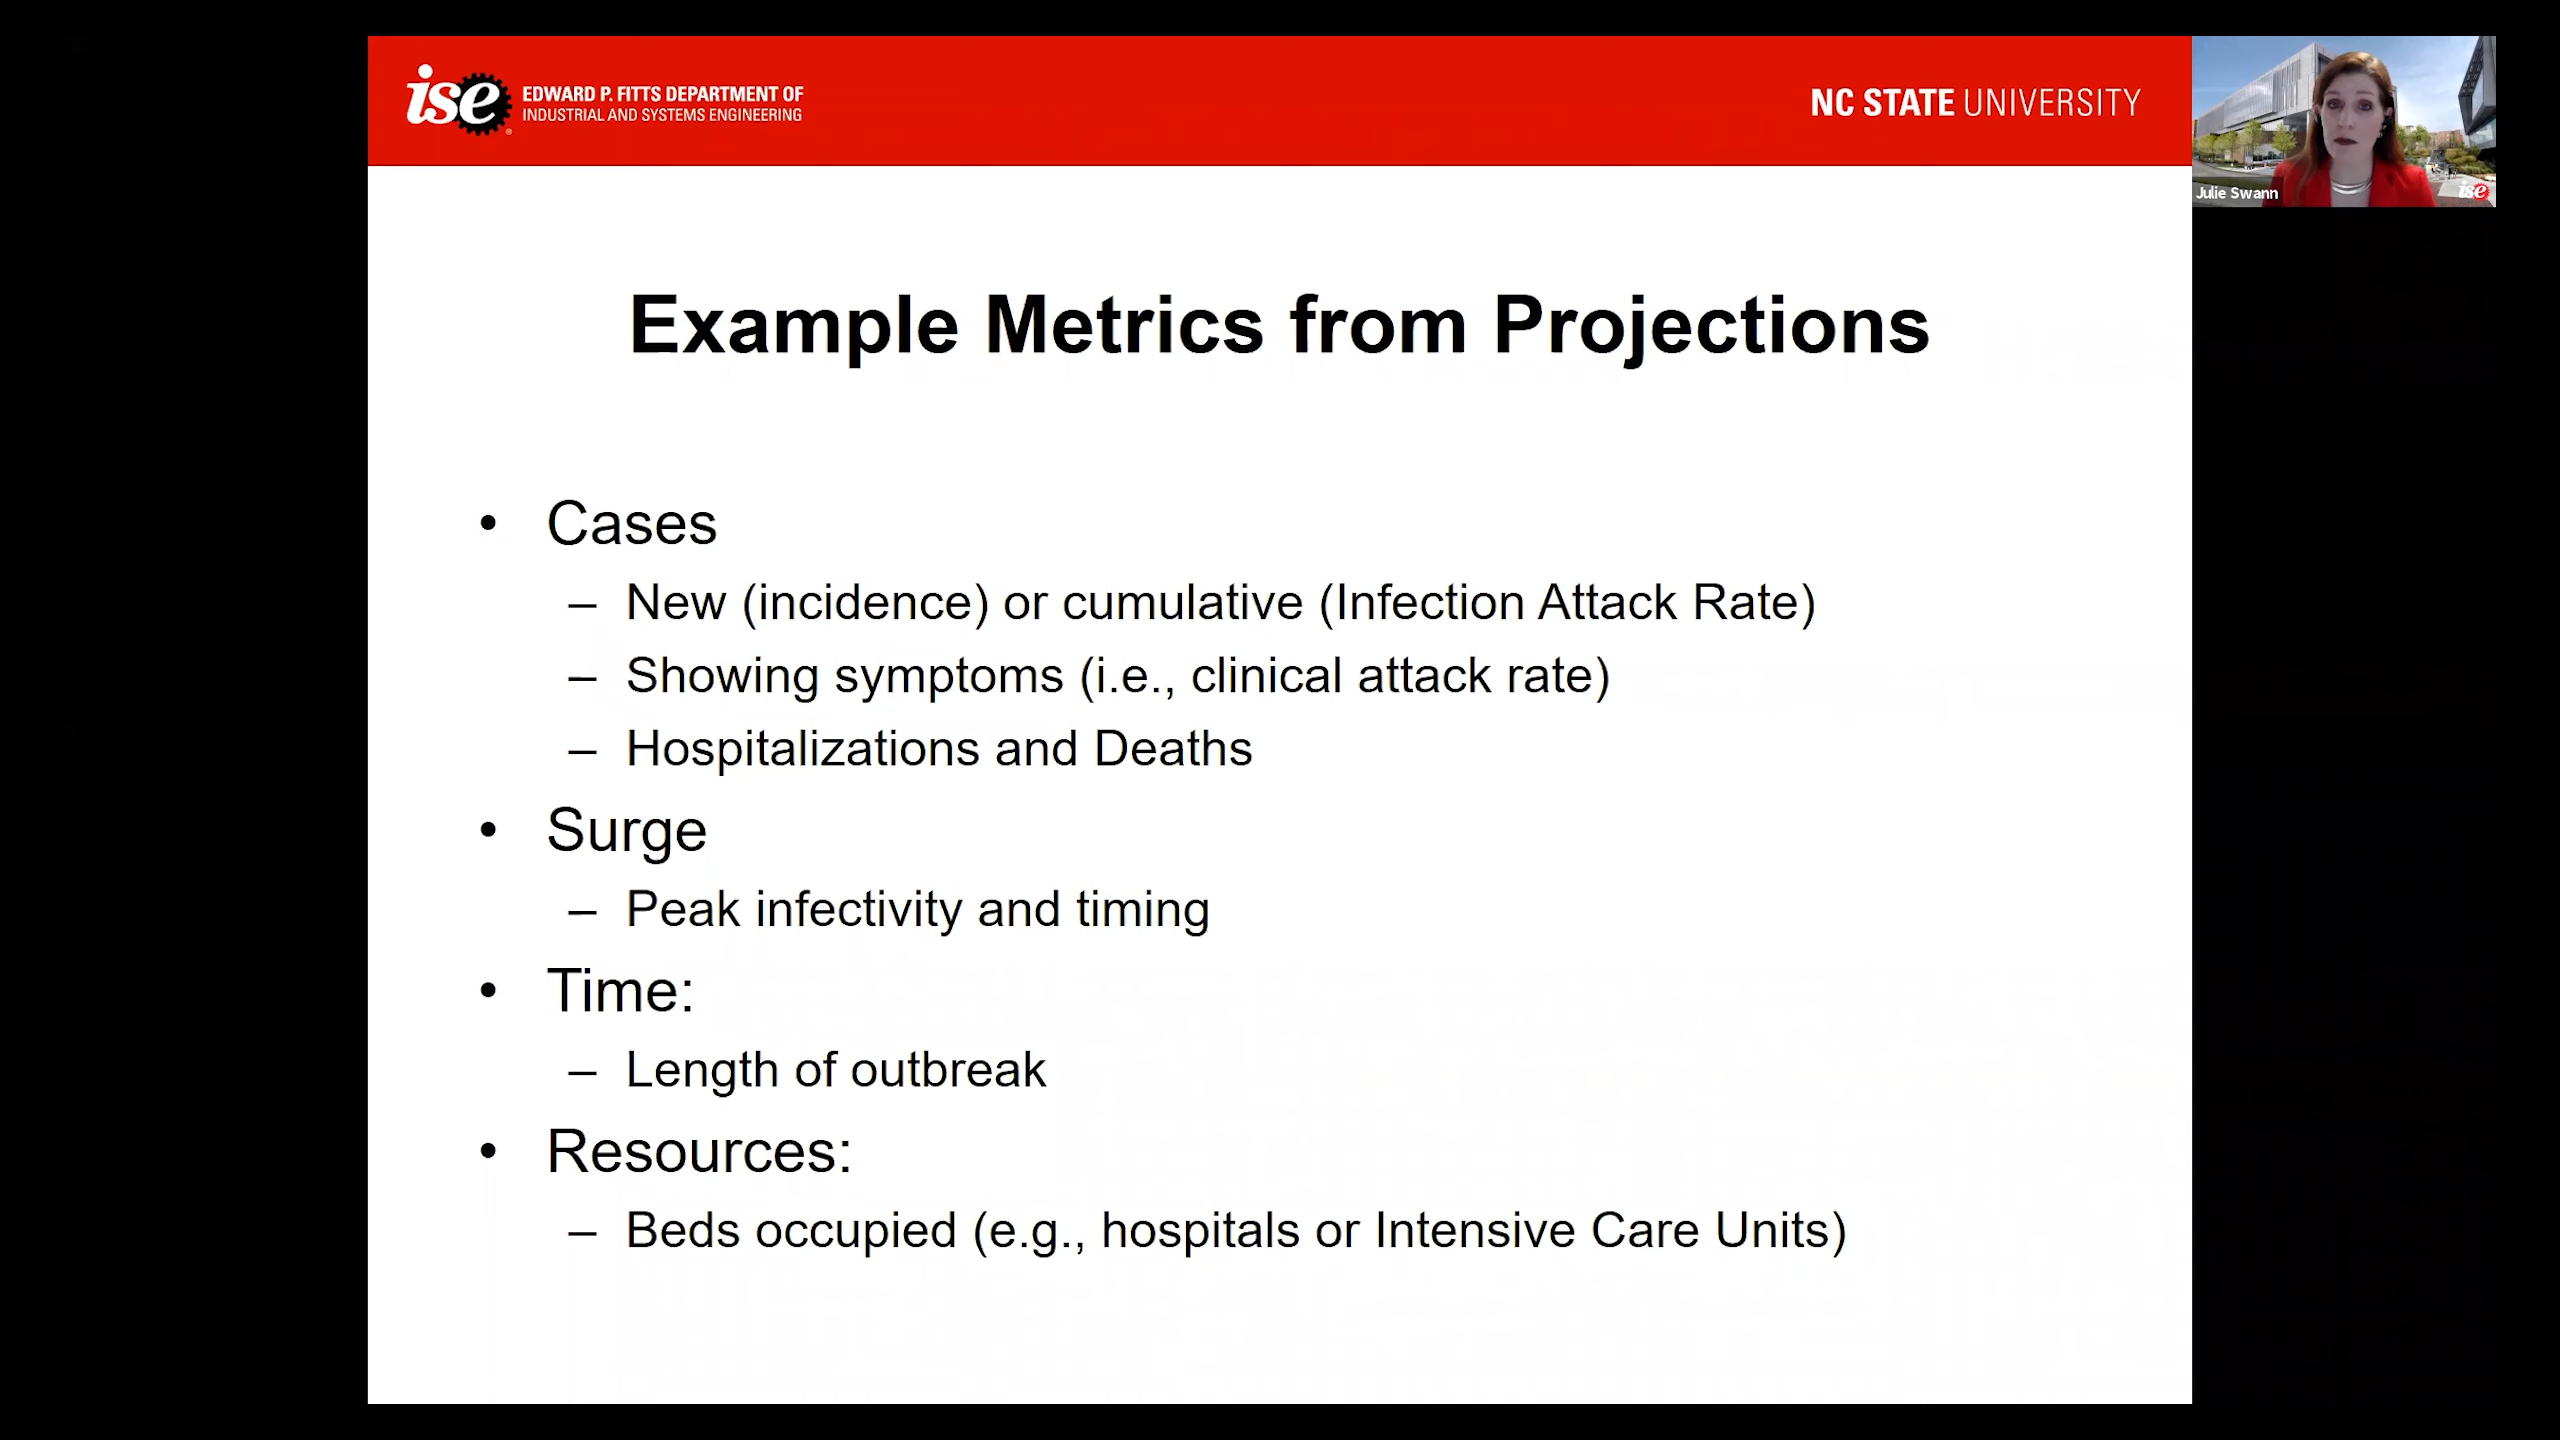 ise EDWARD P. FITTS DEPARTMENT OF
INDUSTRIAL AND SYSTEMS ENGINEERING
NC STATE UNIVERSITY
Julie Swann
ise
Example Metrics from Projections
• Cases
– New (incidence) or cumulative (Infection Attack Rate)
– Showing symptoms (i.e., clinical attack rate)
– Hospitalizations and Deaths
• Surge
– Peak infectivity and timing
• Time:
– Length of outbreak
• Resources:
– Beds occupied (e.g., hospitals or Intensive Care Units)